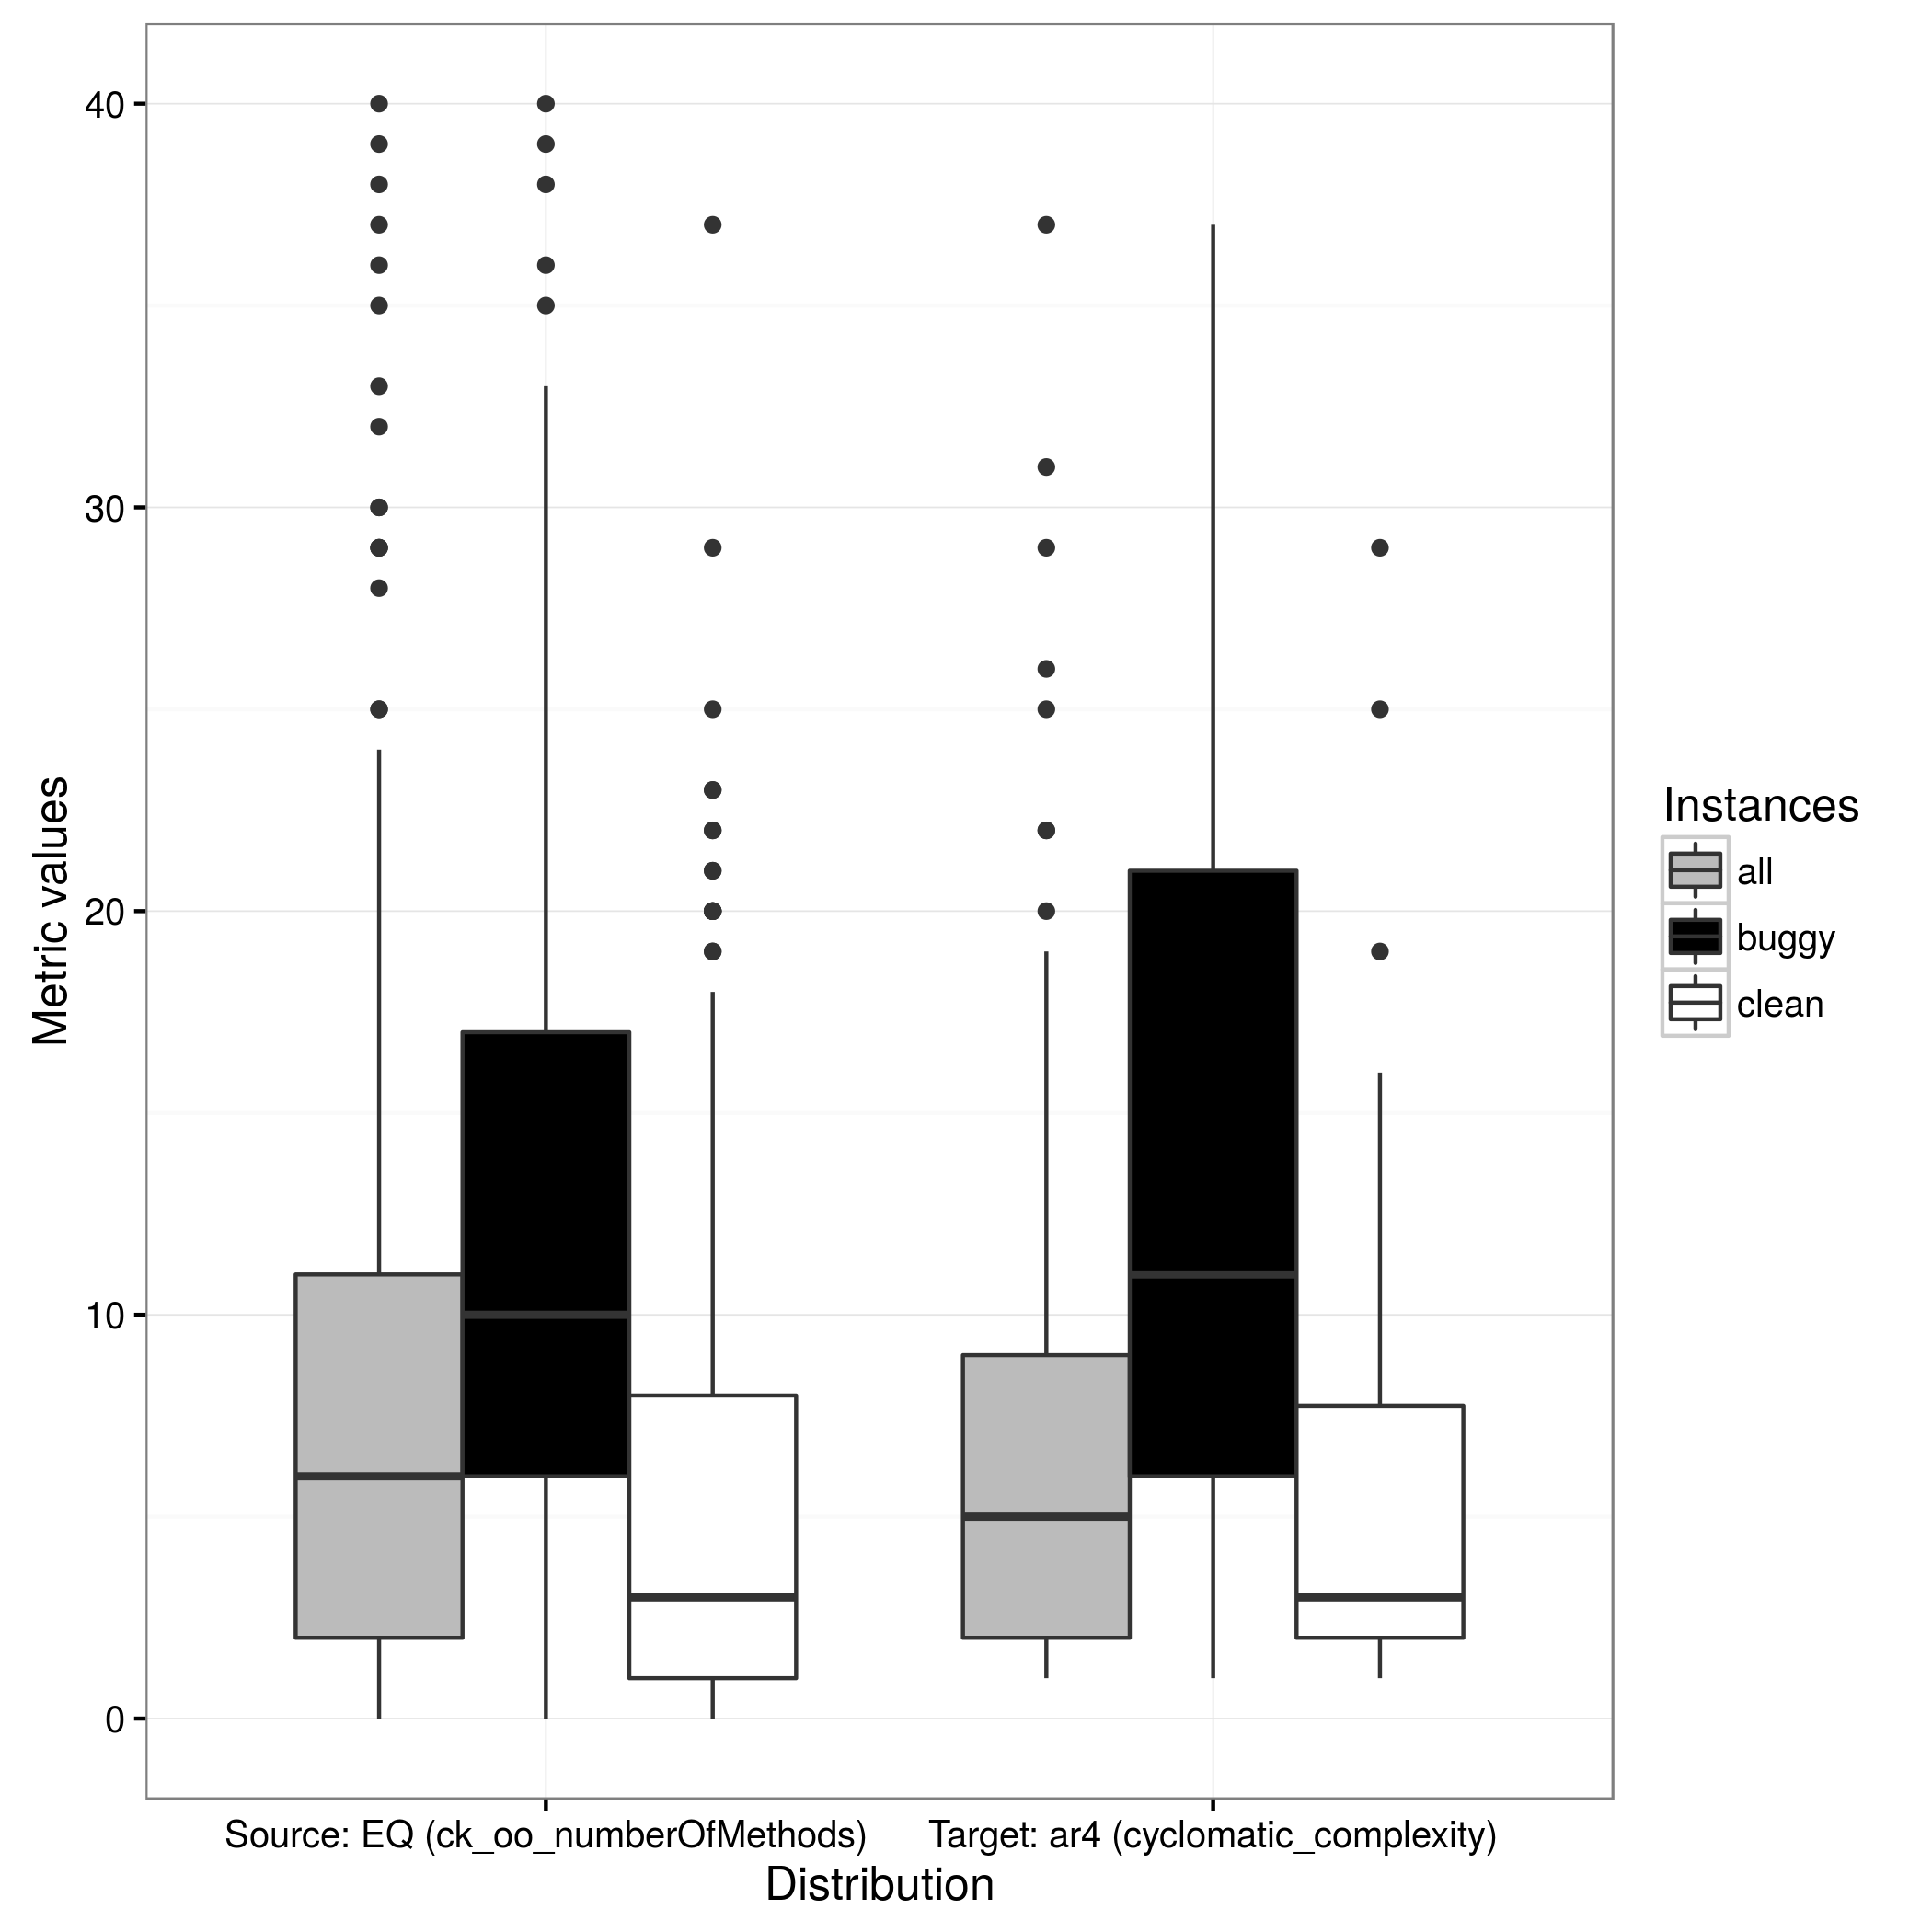 40
30
20
10
0
Metric values
Source: EQ (ck_oo_numberOfMethods)
Target: ar4 (cyclomatic_complexity)
Distribution
Instances
all
buggy
clean